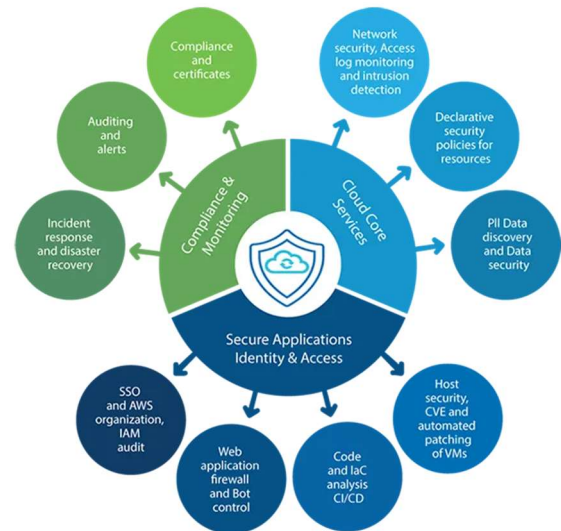 Compliance
and
certificates
Network
security, Access
log monitoring
and intrusion
detection
Auditing
and
alerts
Declarative
security
policies for
resources
Incident
response
and disaster
recovery
Compliance &
Monitoring
Cloud Core
Services
PII Data
discovery
and Data
security
Secure Applications
Identity & Access
SSO
and AWS
organization,
IAM
audit
Web
application
firewall
and Bot
control
Code
and IaC
analysis
CI/CD
Host
security,
CVE and
automated
patching
of VMs